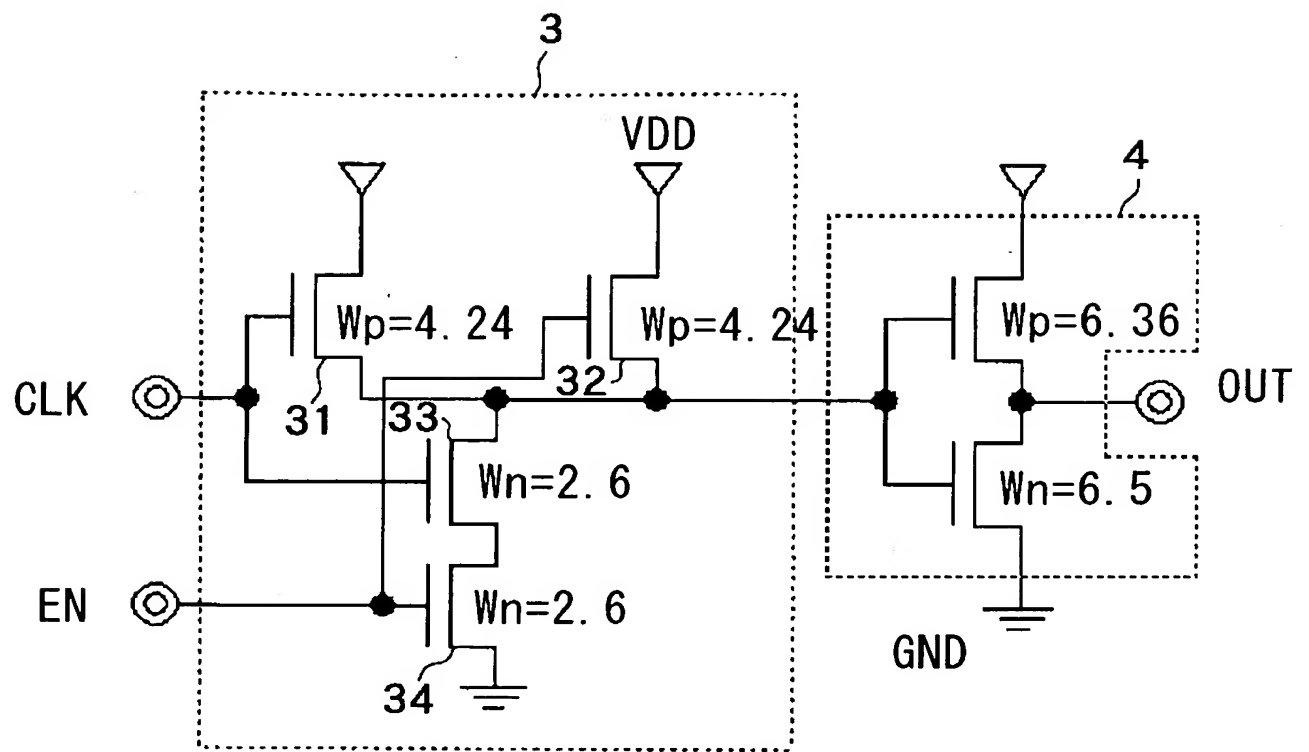 3
VDD
4
Wp=4.24
Wp=4.24
Wp=6.36
CLK
31
32
33
OUT
Wn=2.6
Wn=6.5
EN
Wn=2.6
GND
34